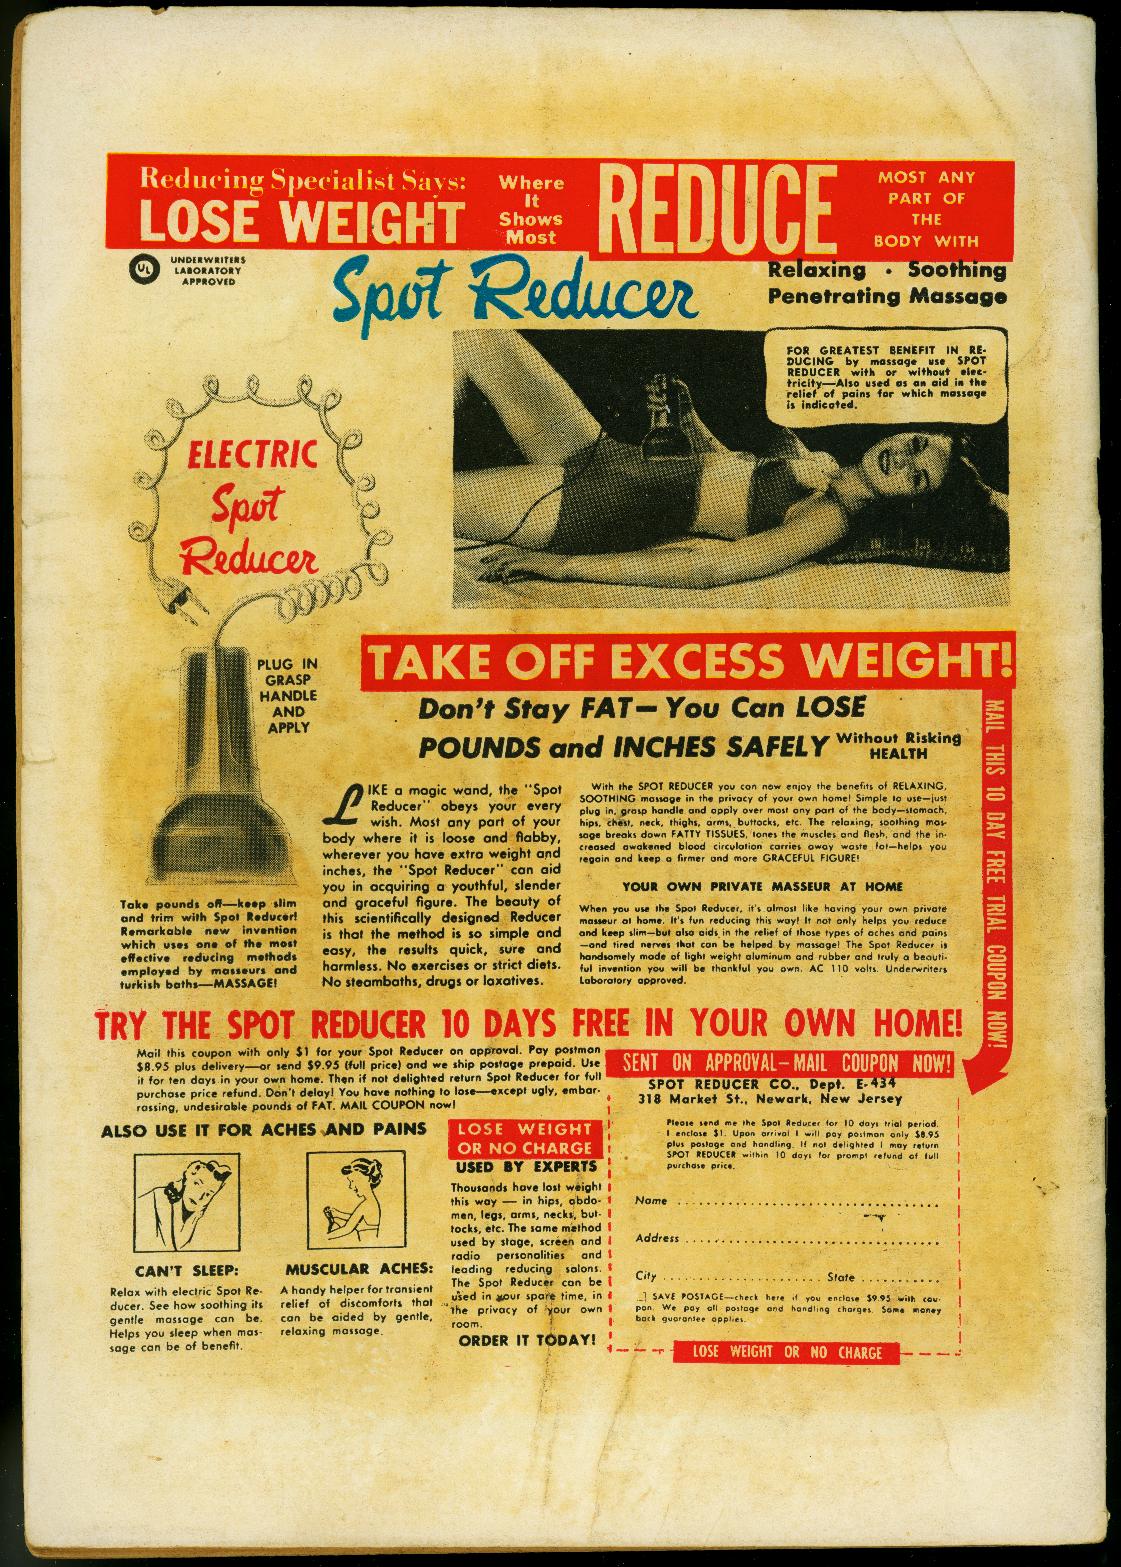 Reducing Specialist Says:
LOSE WEIGHT
Where
It
Shows
Most
REDUCE
MOST ANY
PART OF
THE
BODY WITH
UL
UNDERWRITERS
LABORATORY
APPROVED
Spot Reducer
Relaxing • Soothing
Penetrating Massage
FOR GREATEST BENEFIT IN RE-
DUCING by massage use SPOT
REDUCER with or without elec-
tricity—Also used as an aid in the
relief of pains for which massage
is indicated.
ELECTRIC
Spot
Reducer
PLUG IN
GRASP
HANDLE
AND
APPLY
TAKE OFF EXCESS WEIGHT!
Don't Stay FAT—You Can LOSE
POUNDS and INCHES SAFELY Without Risking
HEALTH
MAIL THIS 10 DAY FREE TRIAL COUPON NOW!
Take pounds off—keep slim
and trim with Spot Reducer!
Remarkable new invention
which uses one of the most
effective reducing methods
employed by masseurs and
turkish baths—MASSAGE!
LIKE a magic wand, the "Spot
Reducer" obeys your every
wish. Most any part of your
body where it is loose and flabby,
wherever you have extra weight and
inches, the "Spot Reducer" can aid
you in acquiring a youthful, slender
and graceful figure. The beauty of
this scientifically designed Reducer
is that the method is so simple and
easy, the results quick, sure and
harmless. No exercises or strict diets.
No steambaths, drugs or laxatives.
With the SPOT REDUCER you can now enjoy the benefits of RELAXING,
SOOTHING massage in the privacy of your own home! Simple to use—just
plug in, grasp handle and apply over most any part of the body—stomach,
hips, chest, neck, thighs, arms, buttocks, etc. The relaxing, soothing mas-
sage breaks down FATTY TISSUES, tones the muscles and flesh, and the in-
creased awakened blood circulation carries away waste fat—helps you
regain and keep a firmer and more GRACEFUL FIGURE!
YOUR OWN PRIVATE MASSEUR AT HOME
When you use the Spot Reducer, it's almost like having your own private
masseur at home. It's fun reducing this way! It not only helps you reduce
and keep slim—but also aids in the relief of those types of aches and pains
—and tired nerves that can be helped by massage! The Spot Reducer is
handsomely made of light weight aluminum and rubber and truly a beauti-
ful invention you will be thankful you own. AC 110 volts. Underwriters
Laboratory approved.
TRY THE SPOT REDUCER 10 DAYS FREE IN YOUR OWN HOME!
Mail this coupon with only $1 for your Spot Reducer on approval. Pay postman
$8.95 plus delivery—or send $9.95 (full price) and we ship postage prepaid. Use
it for ten days in your own home. Then if not delighted return Spot Reducer for full
purchase price refund. Don't delay! You have nothing to lose—except ugly, embar-
rassing, undesirable pounds of FAT. MAIL COUPON now!
ALSO USE IT FOR ACHES AND PAINS
CAN'T SLEEP:
Relax with electric Spot Re-
ducer. See how soothing its
gentle massage can be.
Helps you sleep when mas-
sage can be of benefit.
MUSCULAR ACHES:
A handy helper for transient
relief of discomforts that
can be aided by gentle,
relaxing massage.
LOSE WEIGHT
OR NO CHARGE
USED BY EXPERTS
Thousands have lost weight
this way — in hips, abdo-
men, legs, arms, necks, but-
tocks, etc. The same method
used by stage, screen and
radio personalities and
leading reducing salons.
The Spot Reducer can be
used in your spare time, in
the privacy of your own
room.
ORDER IT TODAY!
SENT ON APPROVAL—MAIL COUPON NOW!
SPOT REDUCER CO., Dept. E-434
318 Market St., Newark, New Jersey
Please send me the Spot Reducer for 10 days trial period.
I enclose $1. Upon arrival I will pay postman only $8.95
plus postage and handling. If not delighted I may return
SPOT REDUCER within 10 days for prompt refund of full
purchase price.
Name
Address
City State
SAVE POSTAGE—check here if you enclose $9.95 with cou-
pon. We pay all postage and handling charges. Same money
back guarantee applies.
LOSE WEIGHT OR NO CHARGE